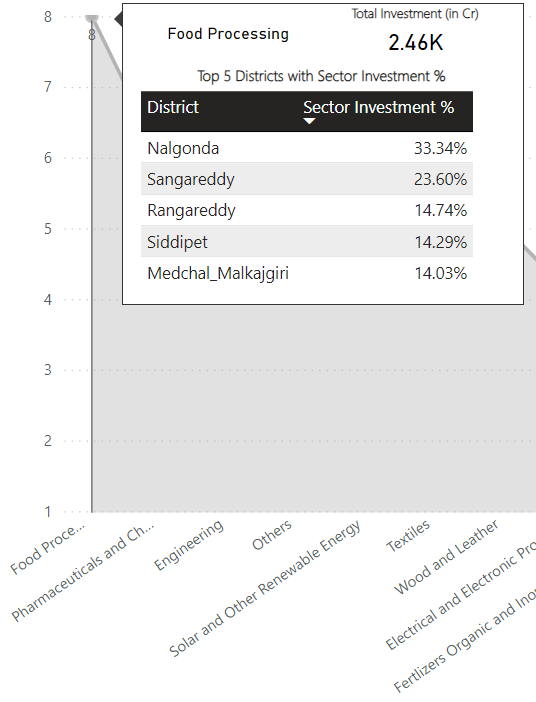 8
8
7
6
5
4
3
2
1
Total Investment (in Cr)
Food Processing
2.46K
Top 5 Districts with Sector Investment %
District Sector Investment %
Nalgonda 33.34%
Sangareddy 23.60%
Rangareddy 14.74%
Siddipet 14.29%
Medchal_Malkajgiri 14.03%
Food Proce...
Pharmaceuticals and Ch...
Engineering
Others
Solar and Other Renewable Energy
Textiles
Wood and Leather
Electrical and Electronic Pro
Fertlizers Organic and Ino